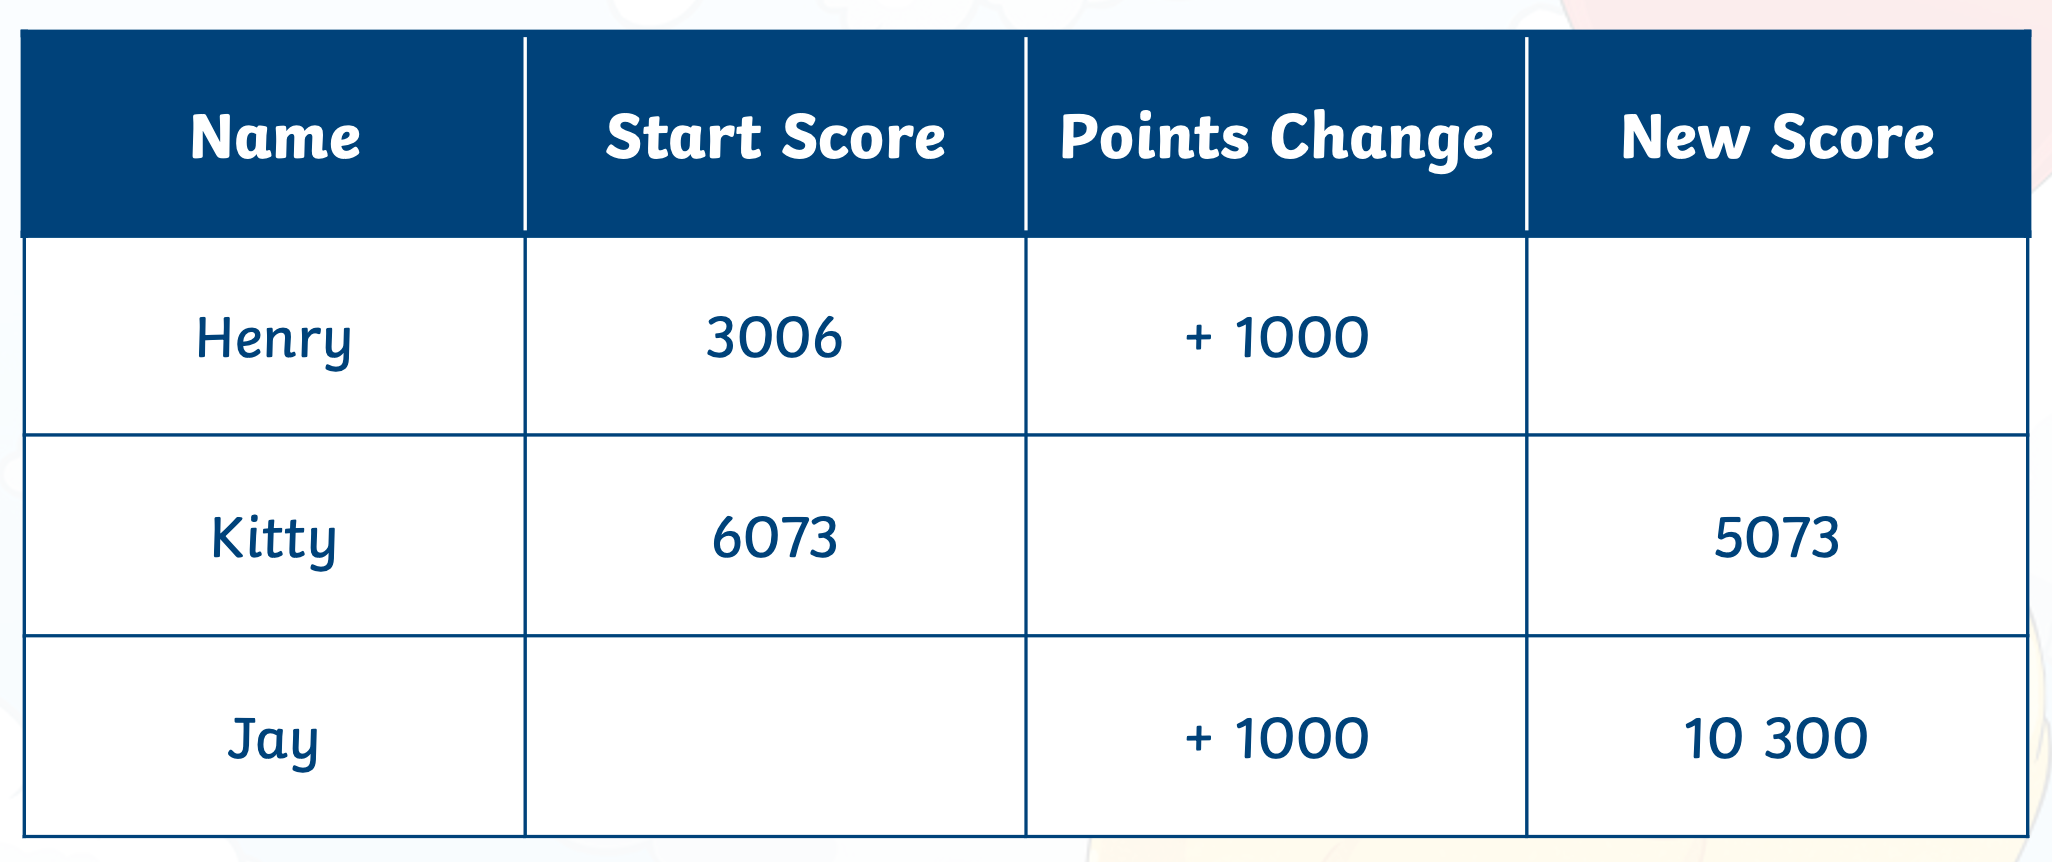 Name Start Score Points Change New Score
Henry 3006 + 1000
Kitty 6073 5073
Jay + 1000 10 300